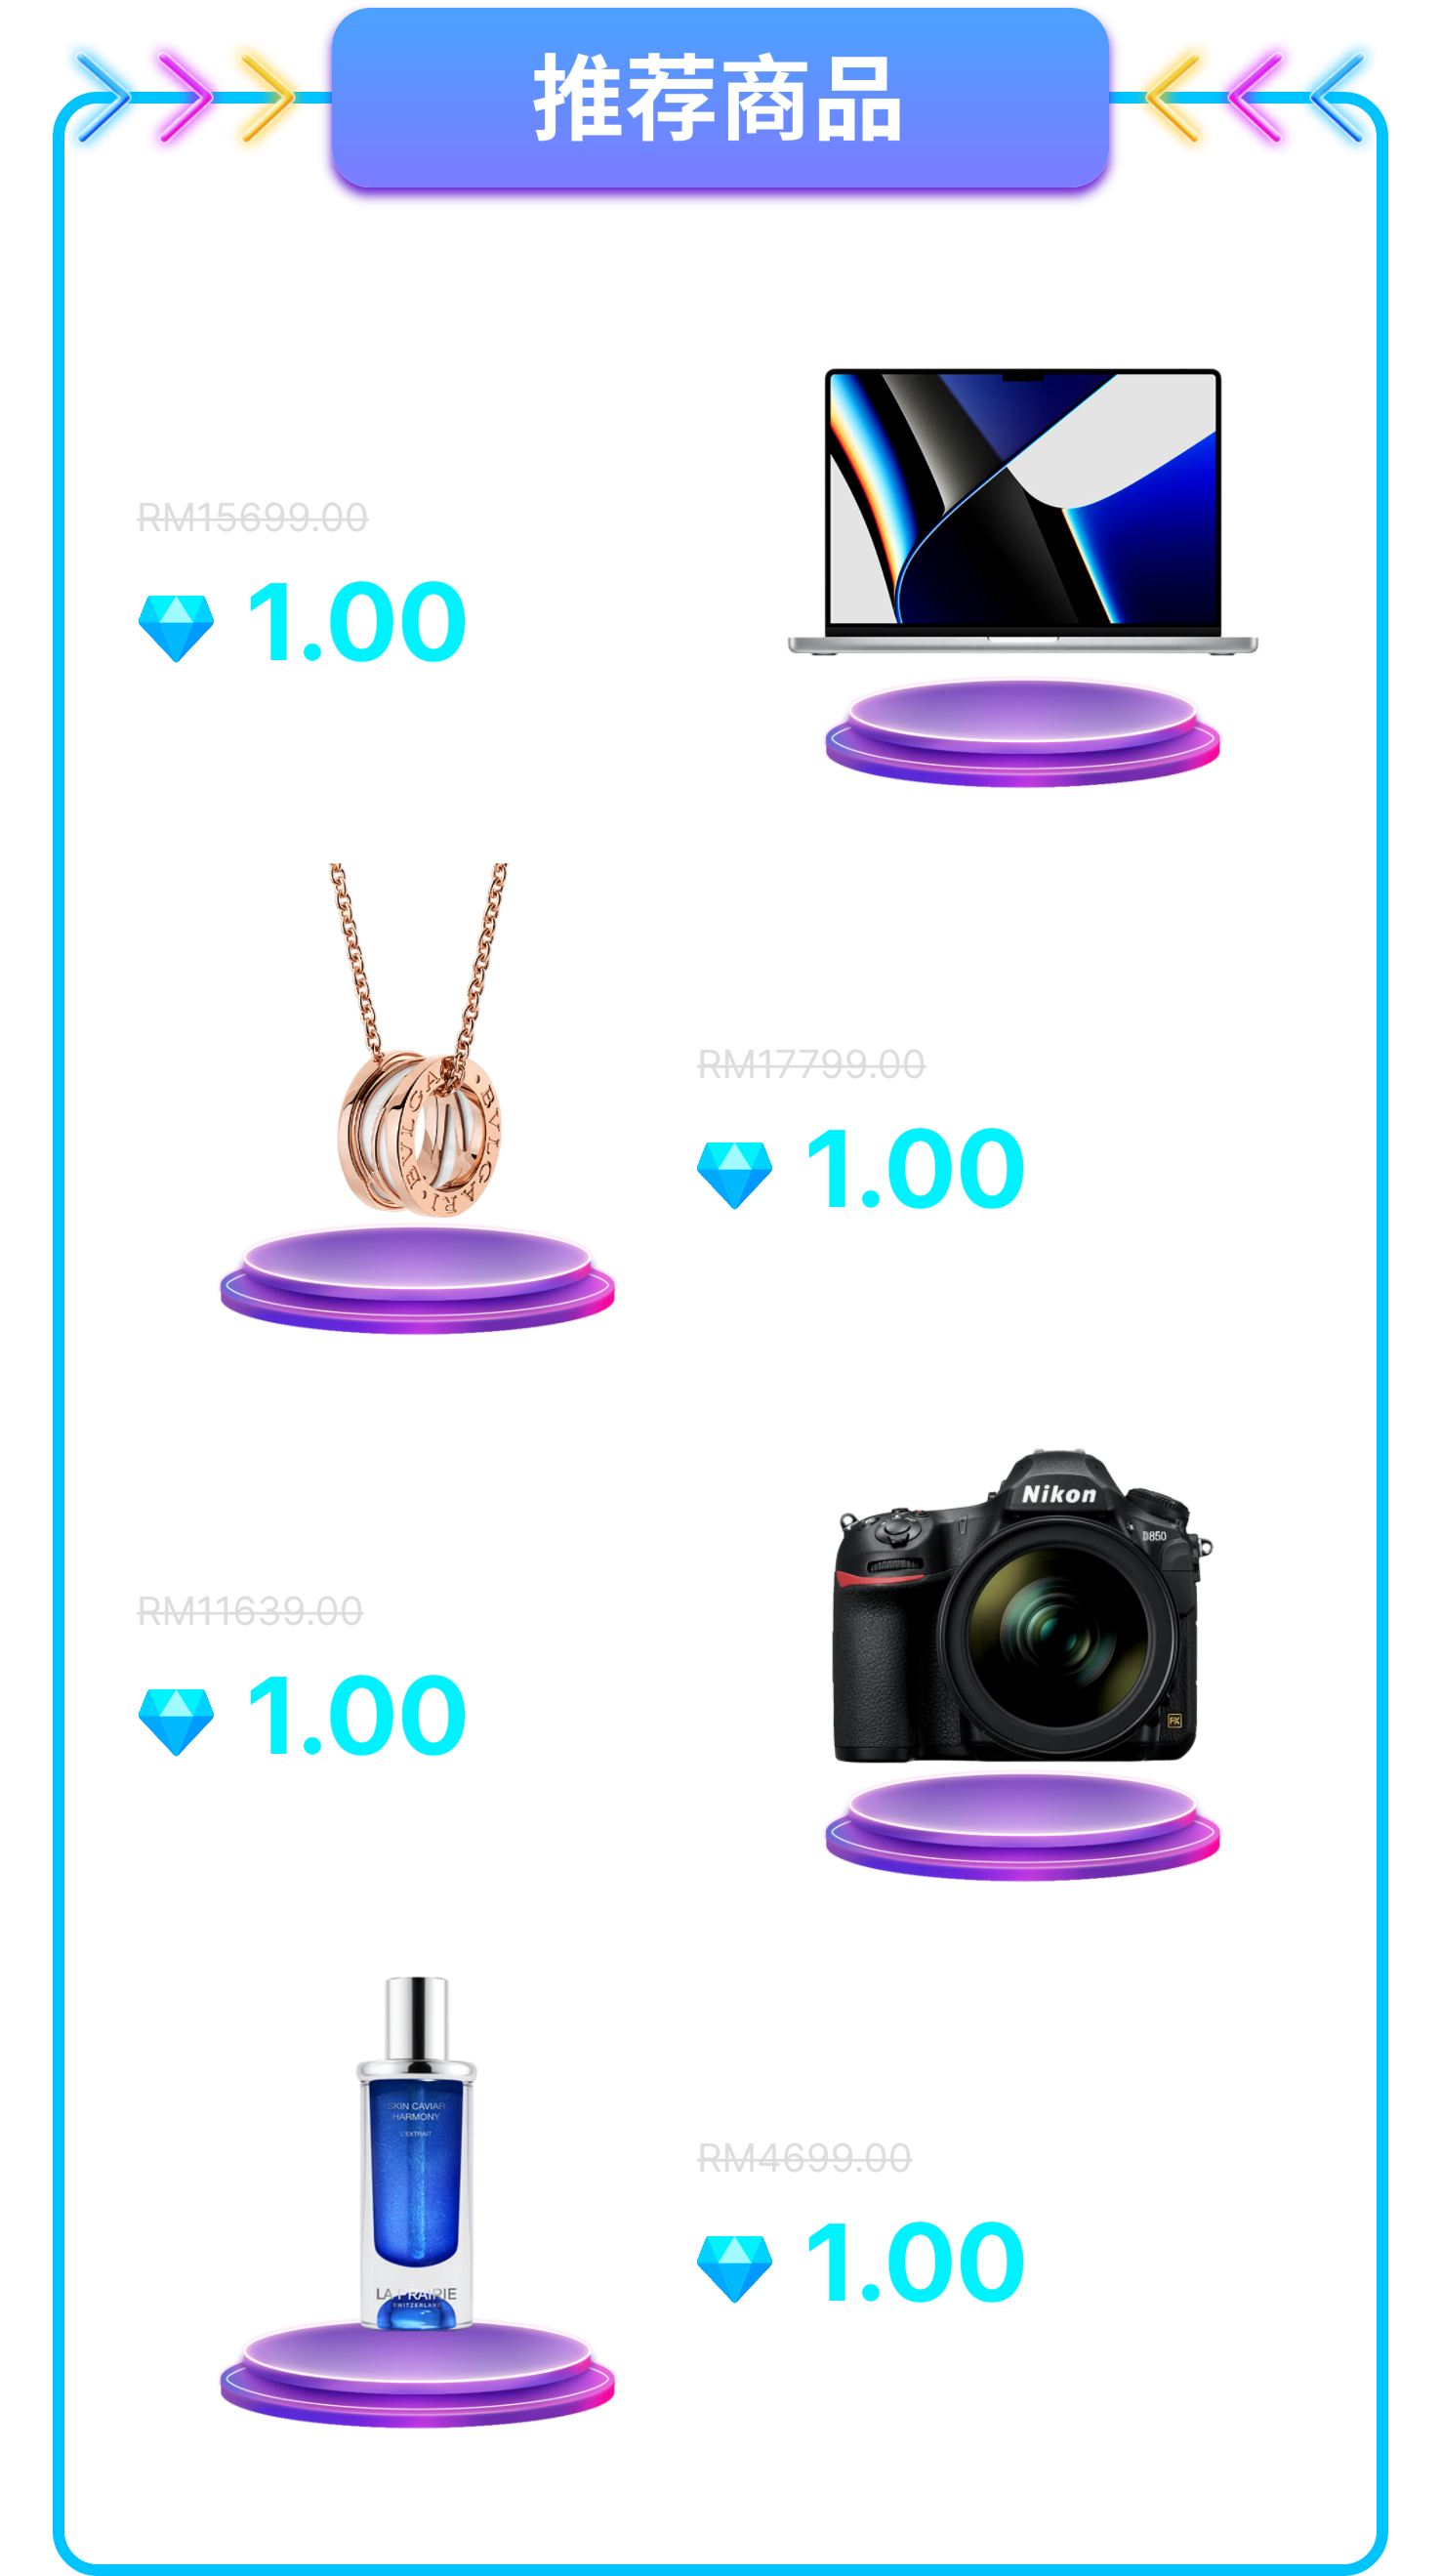 推荐商品
RM15699.00
1.00
BVLGARI
BVLGARI
RM17799.00
1.00
Nikon
D850
FX
RM11639.00
1.00
SKIN CAVIAR
HARMONY
L'EXTRAIT
LA PRAIRIE
SWITZERLAND
RM4699.00
1.00